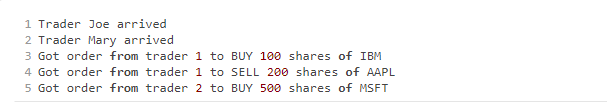 1 Trader Joe arrived
2 Trader Mary arrived
3 Got order from trader 1 to BUY 100 shares of IBM
4 Got order from trader 1 to SELL 200 shares of AAPL
5 Got order from trader 2 to BUY 500 shares of MSFT